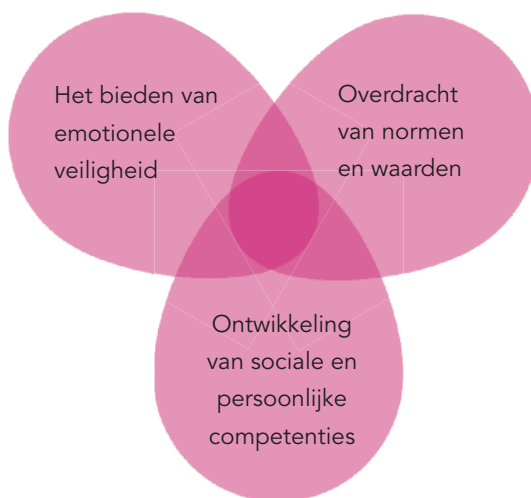 Het bieden van
emotionele
veiligheid
Overdracht
van normen
en waarden
Ontwikkeling
van sociale en
persoonlijke
competenties